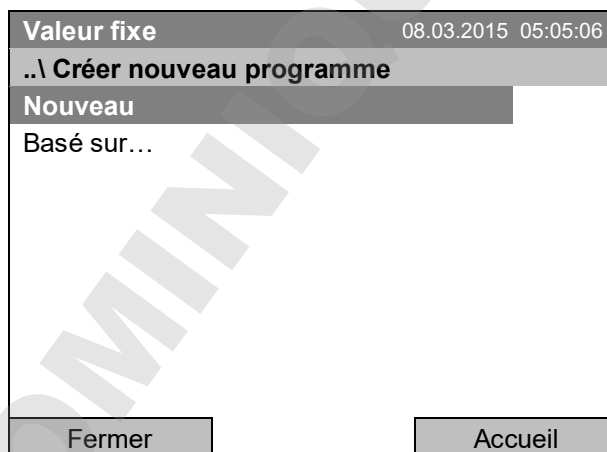 Valeur fixe 08.03.2015 05:05:06
..\ Créer nouveau programme
Nouveau
Basé sur…
Fermer Accueil